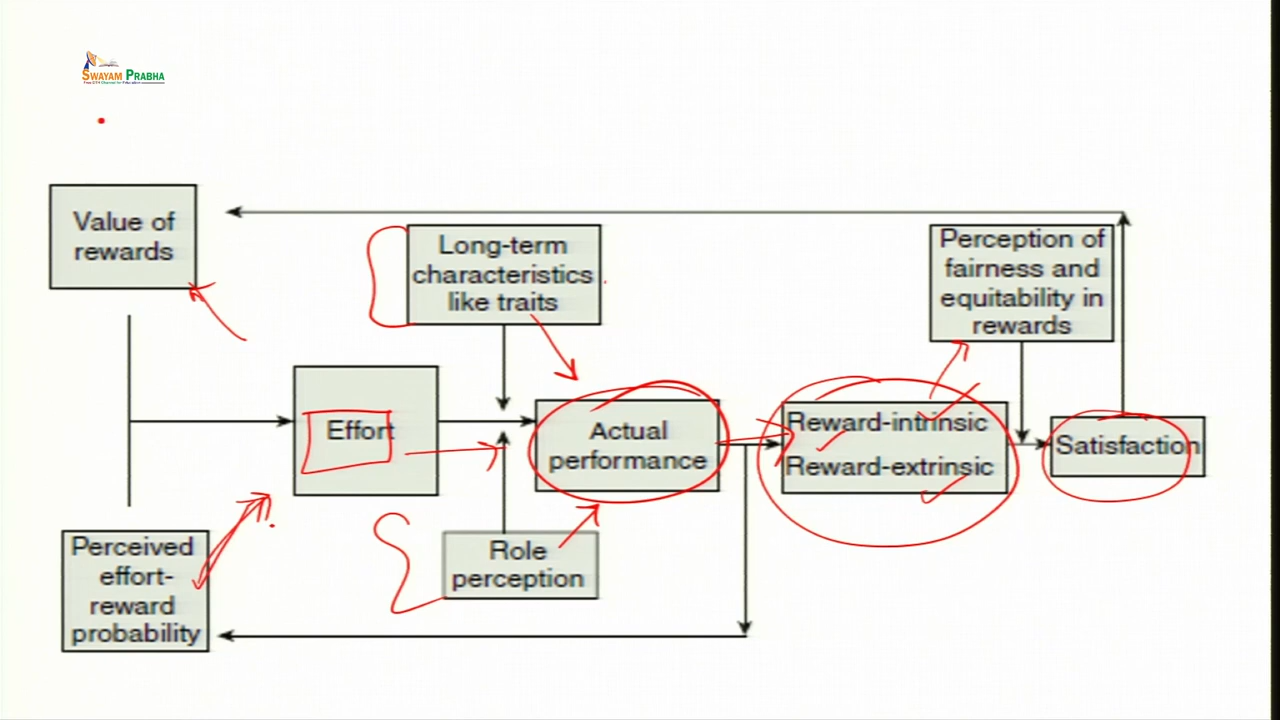 SWAYAM PRABHA
Value of
rewards
Long-term
characteristics
like traits
Perception of
fairness and
equitability in
rewards
Effort
Actual
performance
Reward-intrinsic
Reward-extrinsic
Satisfaction
Perceived
effort-
reward
probability
Role
perception